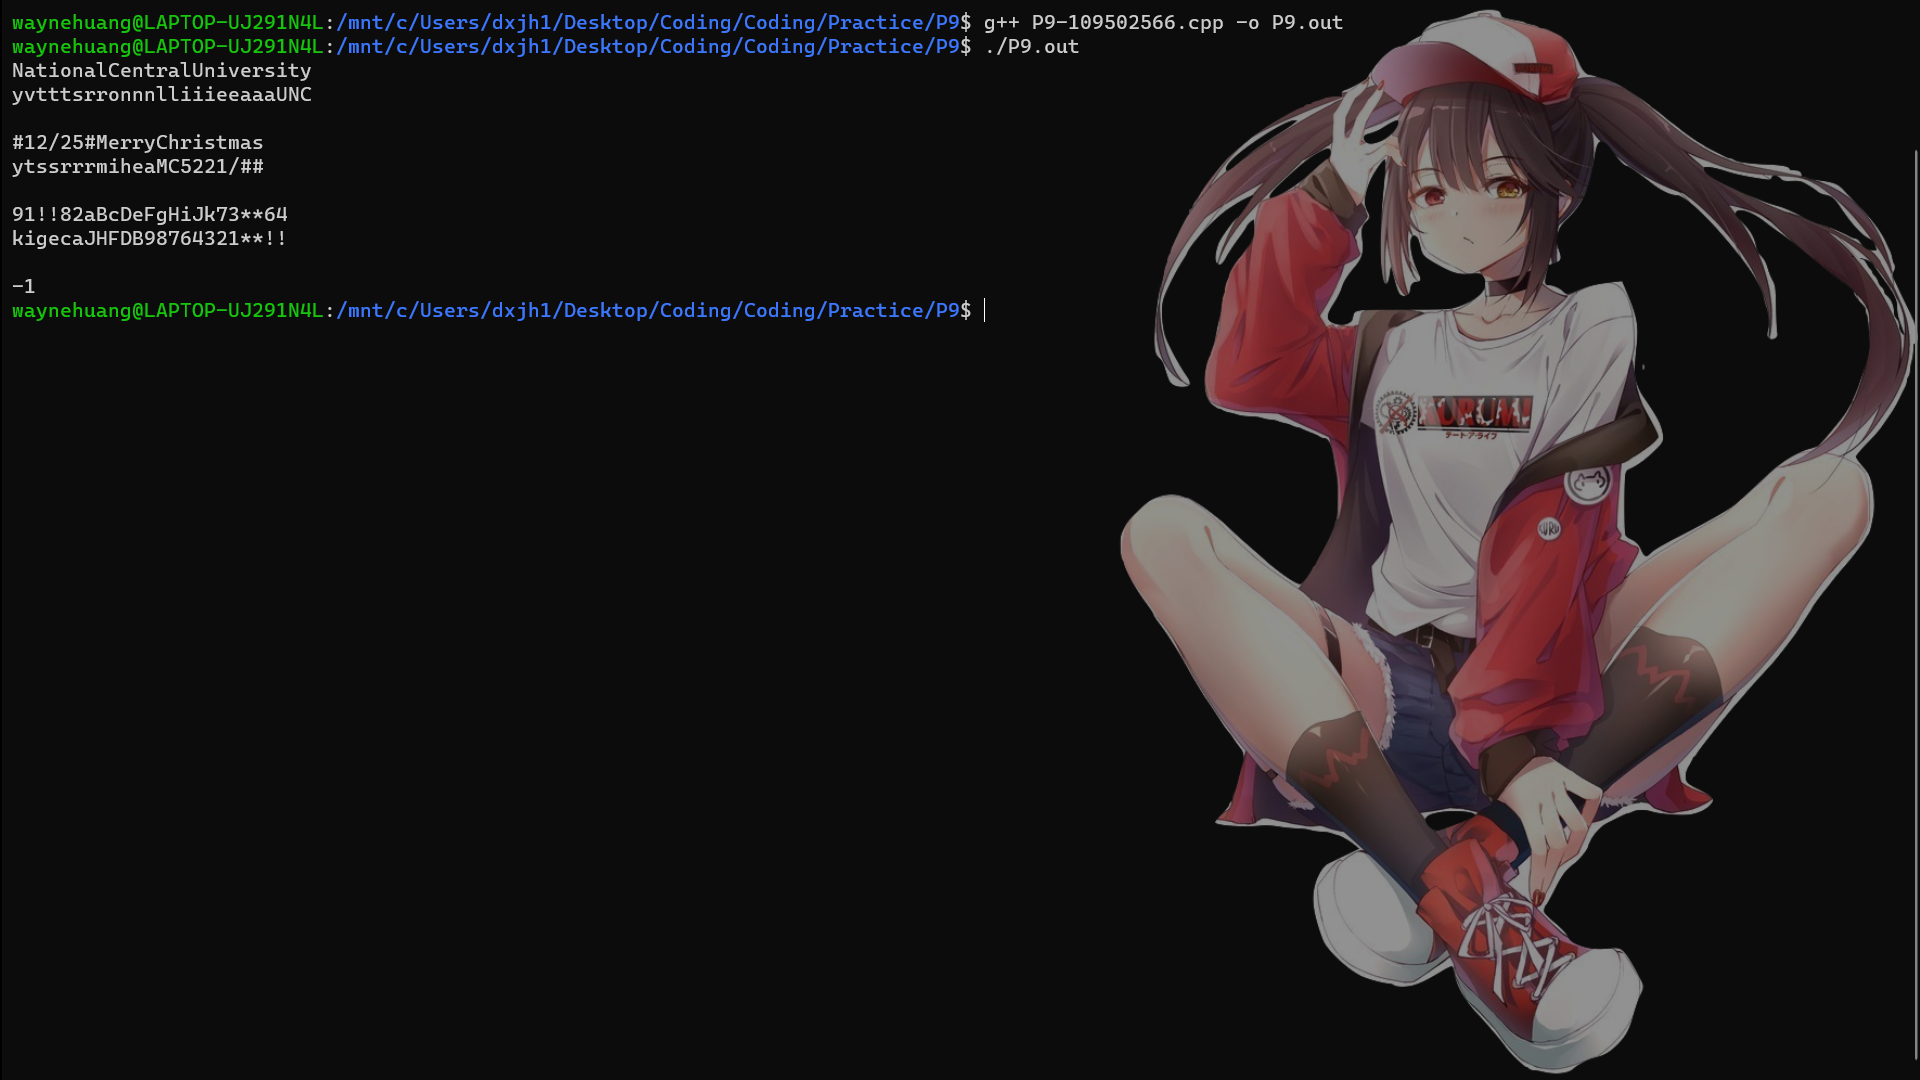 waynehuang@LAPTOP-UJ291N4L:/mnt/c/Users/dxjh1/Desktop/Coding/Coding/Practice/P9$ g++ P9-109502566.cpp -o P9.out
waynehuang@LAPTOP-UJ291N4L:/mnt/c/Users/dxjh1/Desktop/Coding/Coding/Practice/P9$ ./P9.out
NationalCentralUniversity
yvtttsrronnnlliiieeaaaUNC
#12/25#MerryChristmas
ytssrrrmiheaMC5221/##
91!!82aBcDeFgHiJk73**64
kigecaJHFDB98764321**!!
-1
waynehuang@LAPTOP-UJ291N4L:/mnt/c/Users/dxjh1/Desktop/Coding/Coding/Practice/P9$
KURUMI
デート・ア・ライブ